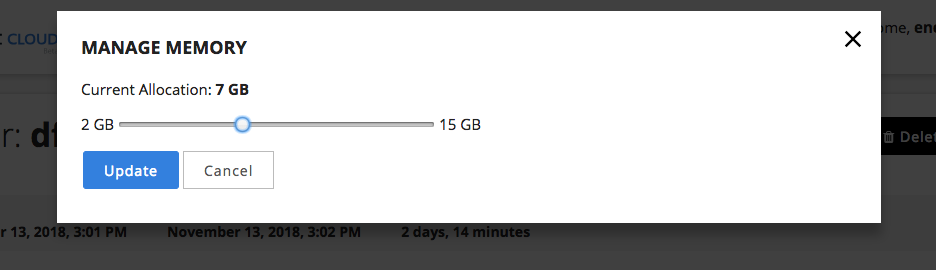 CLOUD
ome, end
MANAGE MEMORY
Current Allocation: 7 GB
2 GB 15 GB
r: df
Delet
Update Cancel
r 13, 2018, 3:01 PM November 13, 2018, 3:02 PM 2 days, 14 minutes